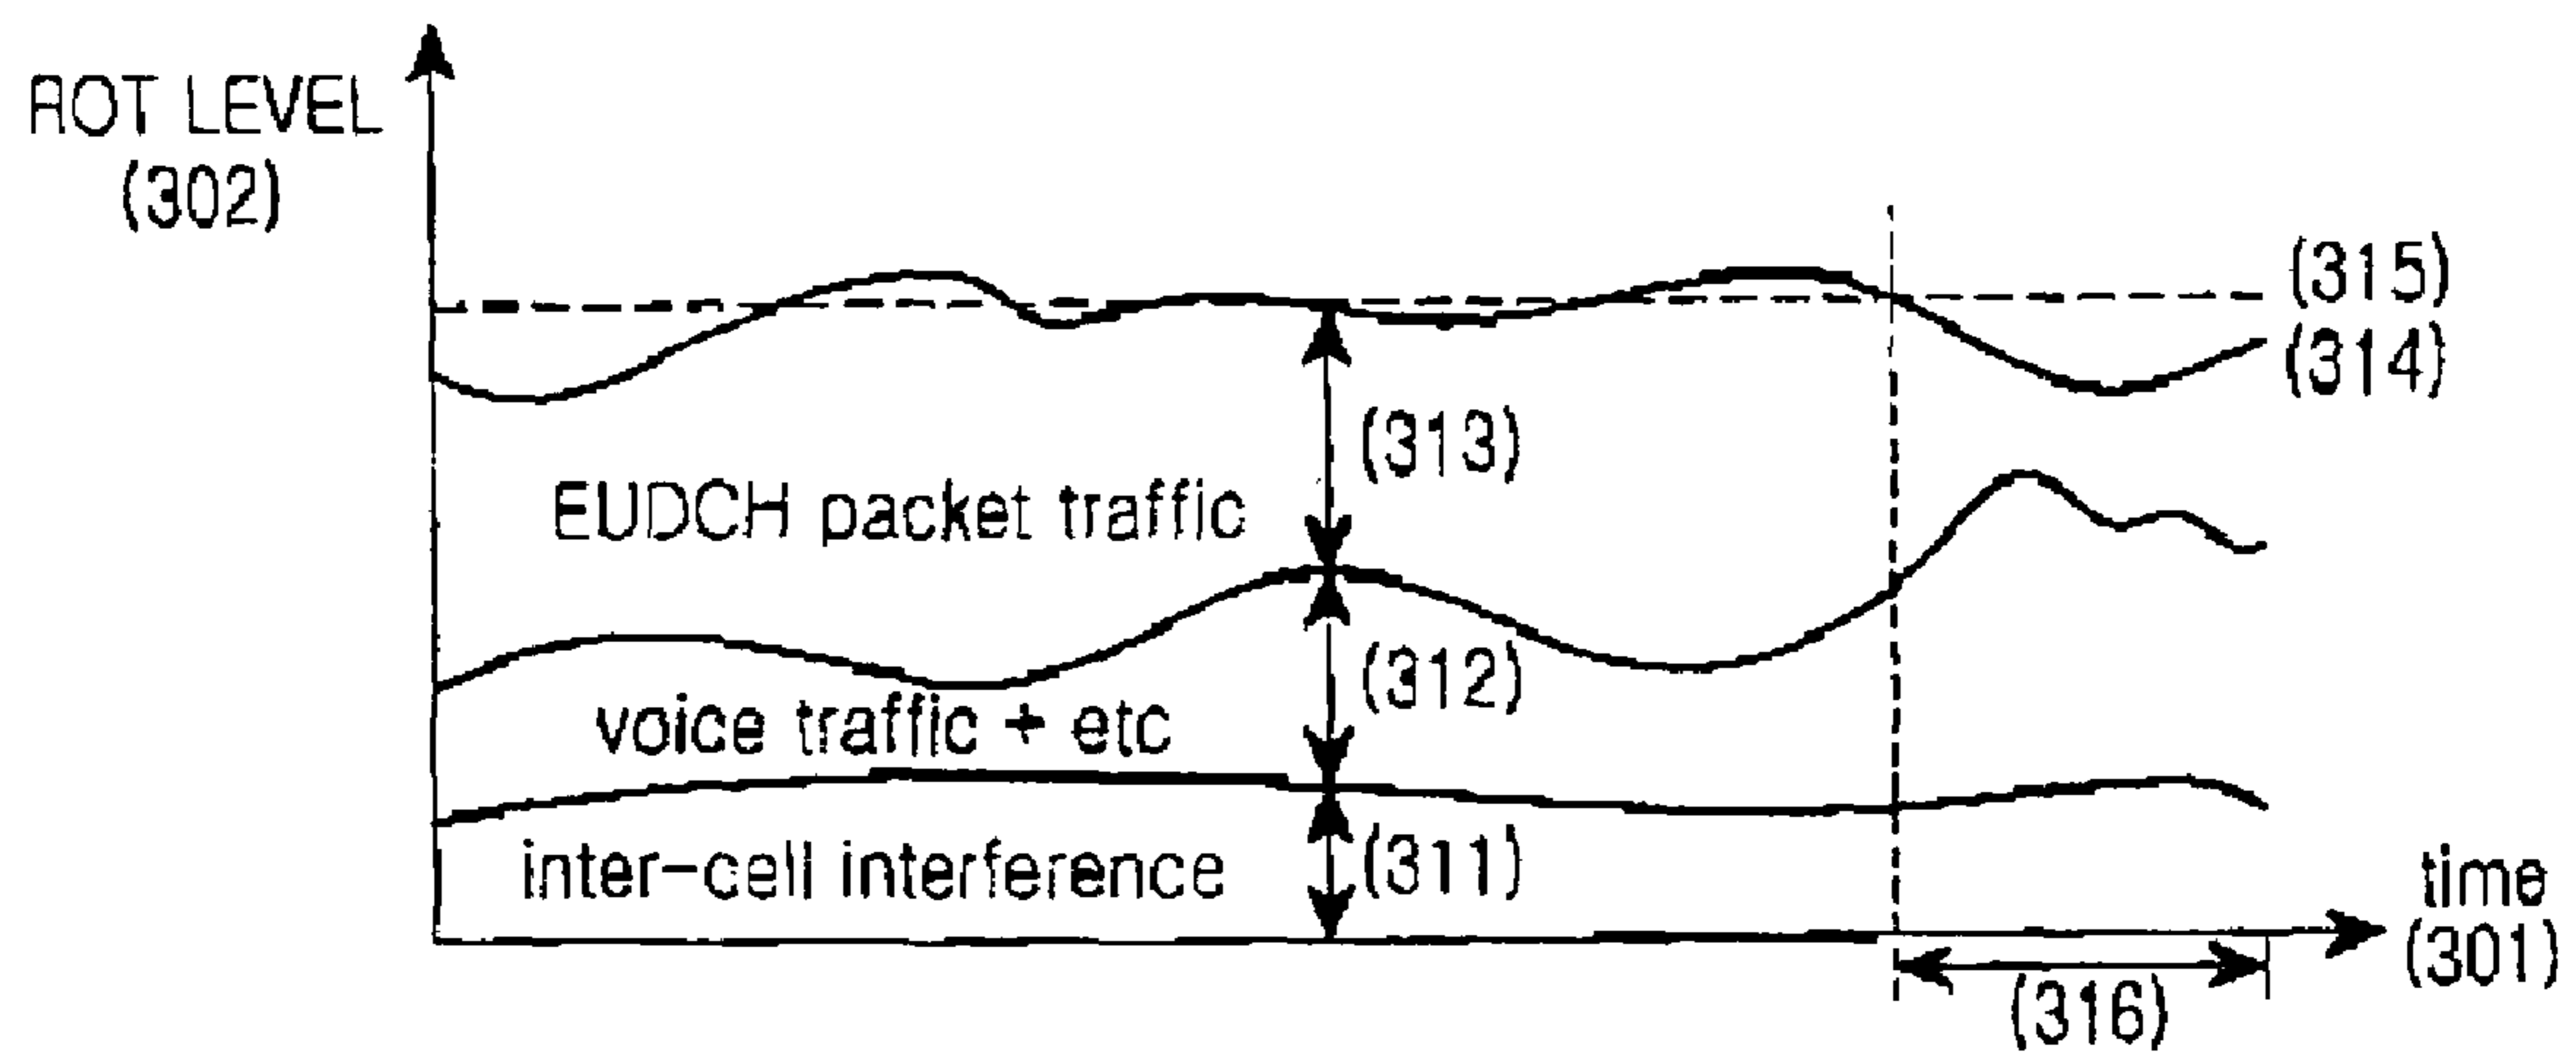 ROT LEVEL
(302)
(315)
(314)
(313)
EUDCH packet traffic
(312)
voice traffic + etc
(311)
inter-cell interference
time
(301)
(316)